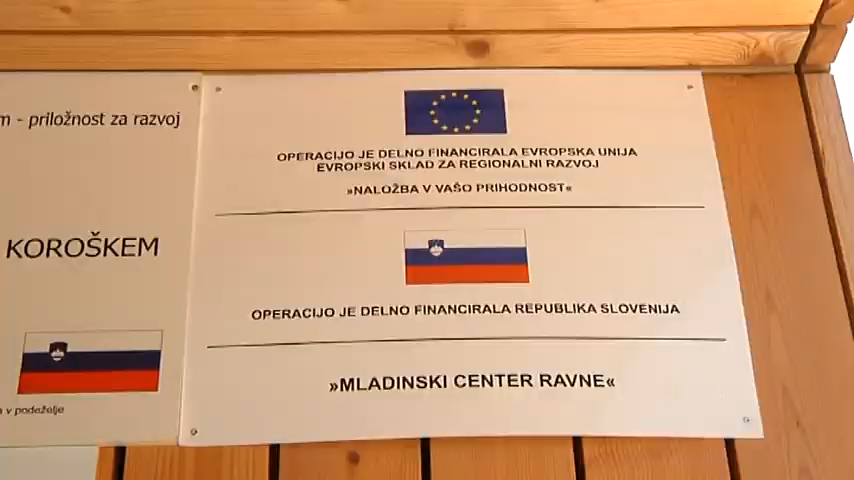 - priložnost za razvoj
KOROŠKEM
v podeželje
OPERACIJO JE DELNO FINANCIRALA EVROPSKA UNIJA
EVROPSKI SKLAD ZA REGIONALNI RAZVOJ
»NALOŽBA V VAŠO PRIHODNOST«
OPERACIJO JE DELNO FINANCIRALA REPUBLIKA SLOVENIJA
»MLADINSKI CENTER RAVNE«